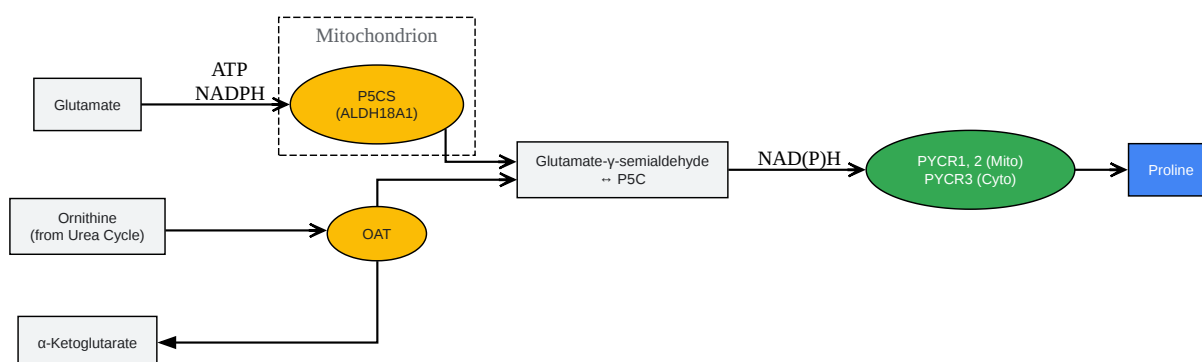 Mitochondrion
ATP
NADPH
Glutamate
P5CS
(ALDH18A1)
Glutamate-γ-semialdehyde
↔ P5C
NAD(P)H
PYCR1, 2 (Mito)
PYCR3 (Cyto)
Proline
Ornithine
(from Urea Cycle)
OAT
α-Ketoglutarate